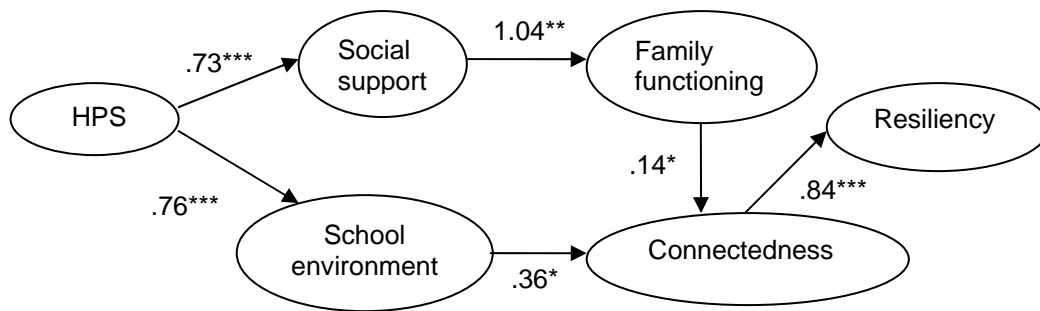 HPS
.73***
Social
support
1.04**
Family
functioning
.14*
.76***
School
environment
.36*
Connectedness
.84***
Resiliency